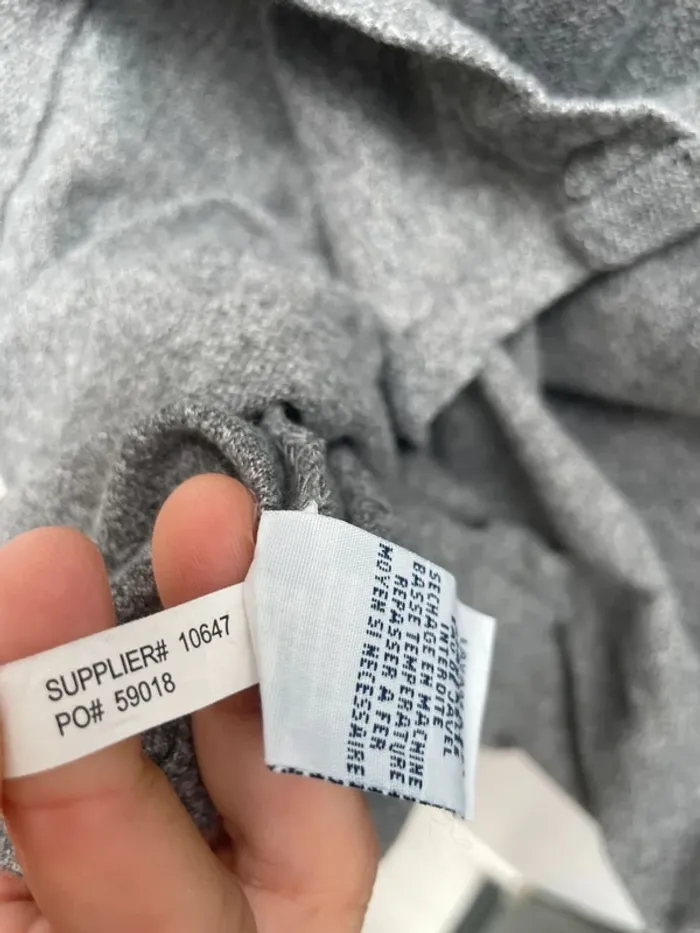 SUPPLIER# 10647
PO# 59018
INTERDITE
SECHAGE EN MACHINE
BASSE TEMPERATURE
REPASSER A FER
MOYEN SI NECESSAIRE